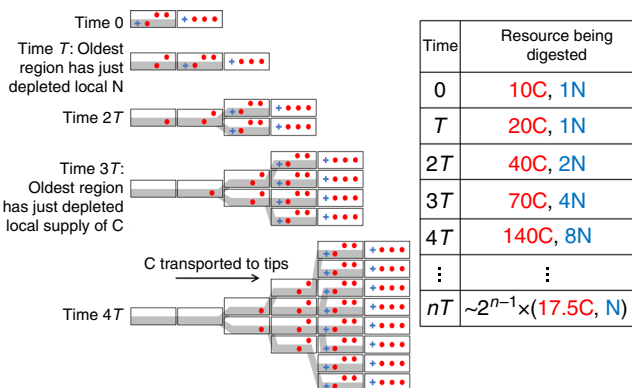 Time 0
Time T: Oldest
region has just
depleted local N
Time 2T
Time 3T:
Oldest region
has just depleted
local supply of C
C transported to tips
Time 4T
Time Resource being digested
0 10C, 1N
T 20C, 1N
2T 40C, 2N
3T 70C, 4N
4T 140C, 8N
⋮ ⋮
nT ~2ⁿ⁻¹×(17.5C, N)